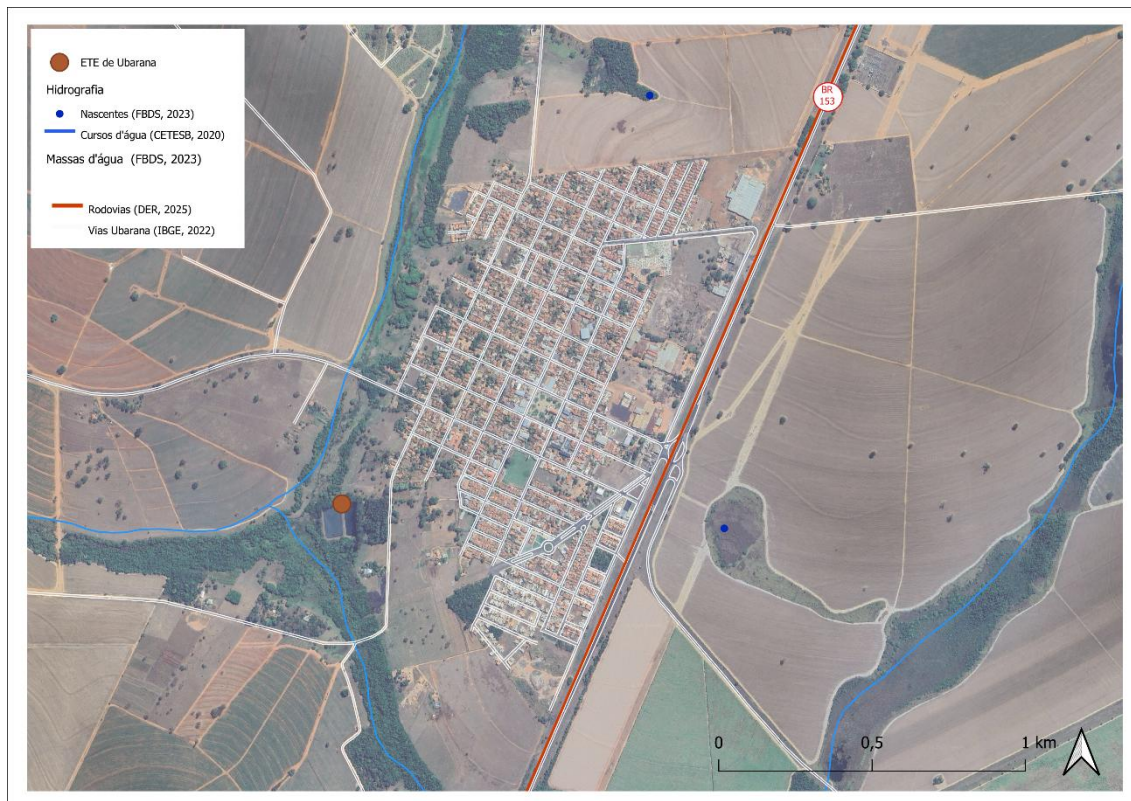 ETE de Ubarana
Hidrografia
Nascentes (FBDS, 2023)
Cursos d'água (CETESB, 2020)
Massas d'água (FBDS, 2023)
Rodovias (DER, 2025)
Vias Ubarana (IBGE, 2022)
BR
153
0 0,5 1 km